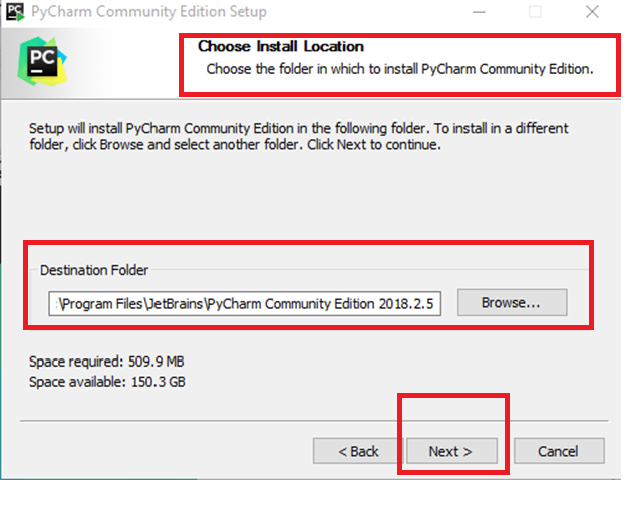 PC PyCharm Community Edition Setup
PC
Choose Install Location
Choose the folder in which to install PyCharm Community Edition.
Setup will install PyCharm Community Edition in the following folder. To install in a different
folder, click Browse and select another folder. Click Next to continue.
Destination Folder
:\Program Files\JetBrains\PyCharm Community Edition 2018.2.5 Browse...
Space required: 509.9 MB
Space available: 150.3 GB
< Back Next > Cancel